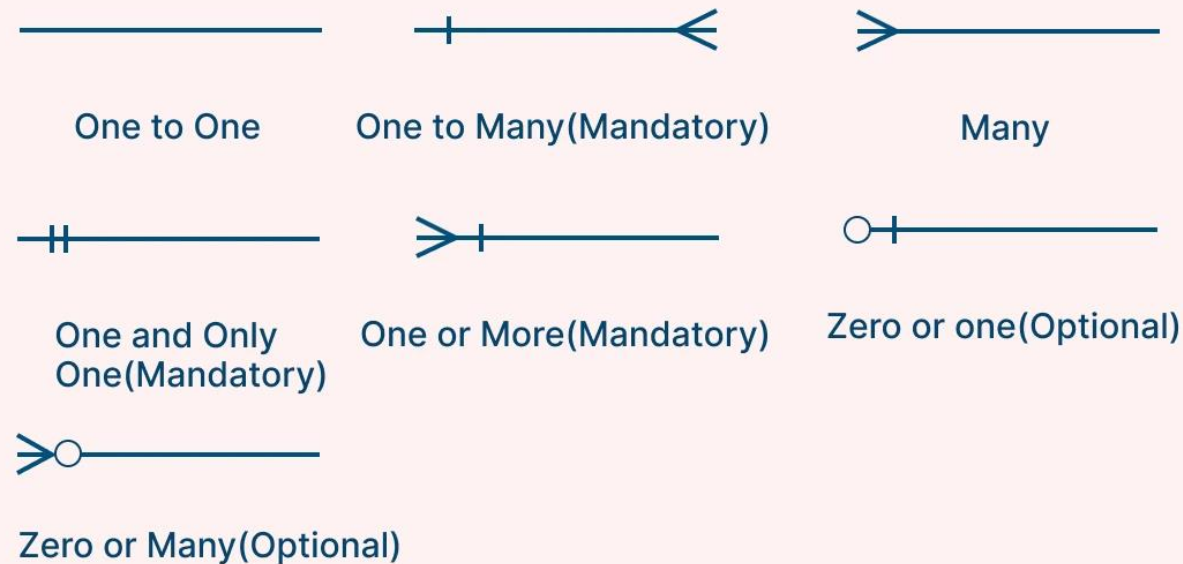 One to One
One to Many(Mandatory)
Many
One and Only
One(Mandatory)
One or More(Mandatory)
Zero or one(Optional)
Zero or Many(Optional)